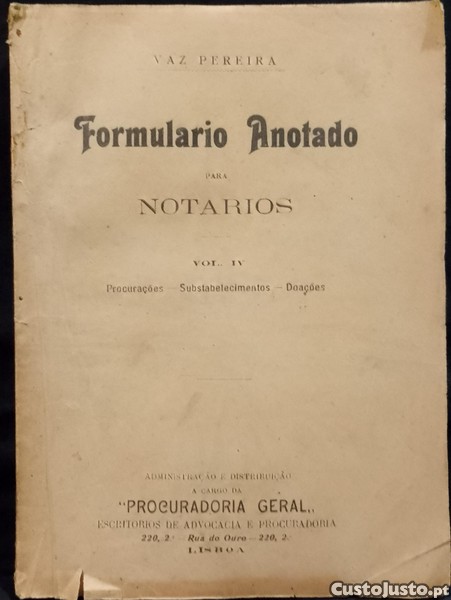 VAZ PEREIRA
Formulario Anotado
PARA
NOTARIOS
VOL. IV
Procurações — Substabelecimentos — Doações
ADMINISTRAÇÃO E DISTRIBUIÇÃO
A CARGO DA
"PROCURADORIA GERAL„
ESCRITORIOS DE ADVOCACIA E PROCURADORIA
220, 2.º — Rua do Ouro — 220, 2.º
LISBOA
CustoJusto.pt